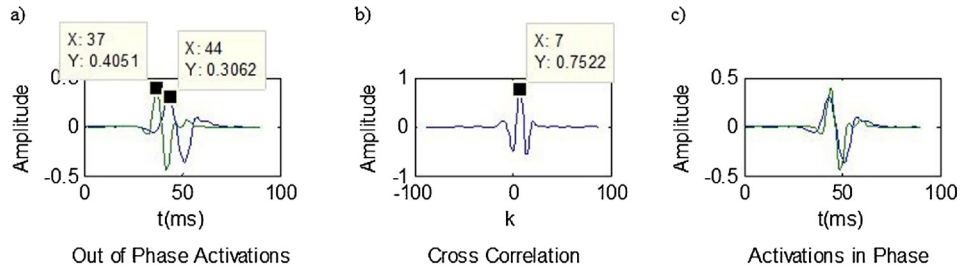 a)
X: 37
Y: 0.4051
X: 44
Y: 0.3062
0
-0.5
Amplitude
0 50 100
t(ms)
Out of Phase Activations
b)
X: 7
Y: 0.7522
1
0
-1
Amplitude
-100 0 100
k
Cross Correlation
c)
0.5
0
-0.5
Amplitude
0 50 100
t(ms)
Activations in Phase